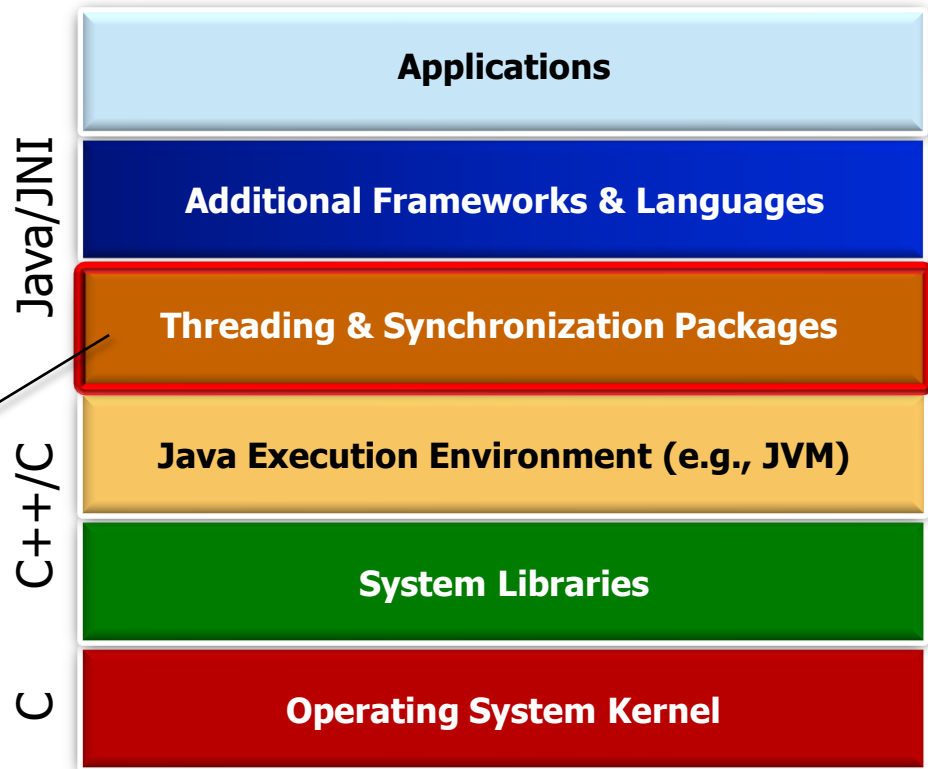 Applications
Java/JNI
Additional Frameworks & Languages
Threading & Synchronization Packages
Java Execution Environment (e.g., JVM)
C++/C
System Libraries
C
Operating System Kernel